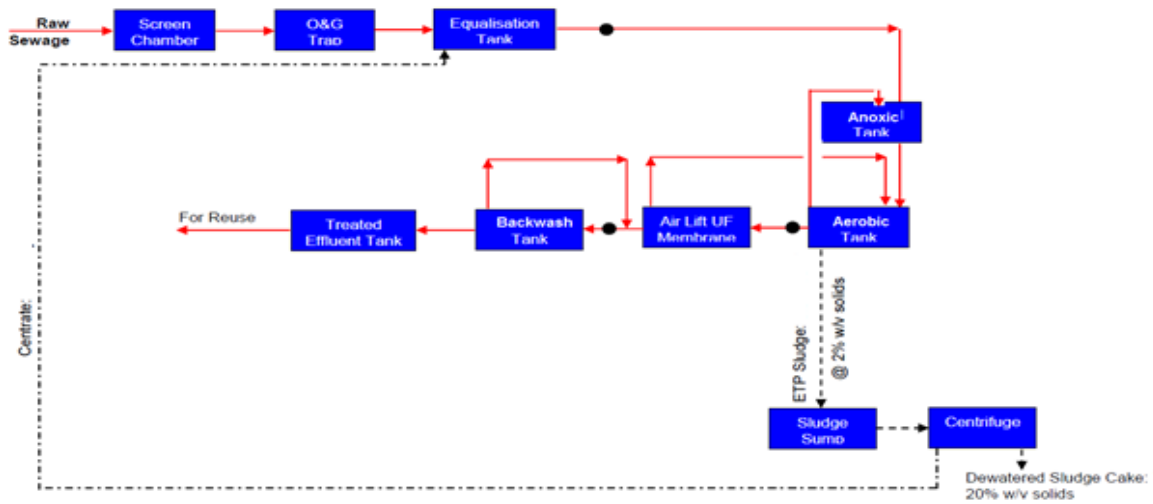 Raw
Sewage
Screen
Chamber
O&G
Trap
Equalisation
Tank
Anoxic
Tank
For Reuse
Treated
Effluent Tank
Backwash
Tank
Air Lift UF
Membrane
Aerobic
Tank
Centrate:
ETP Sludge:
@ 2% w/v solids
Sludge
Sump
Centrifuge
Dewatered Sludge Cake:
20% w/v solids